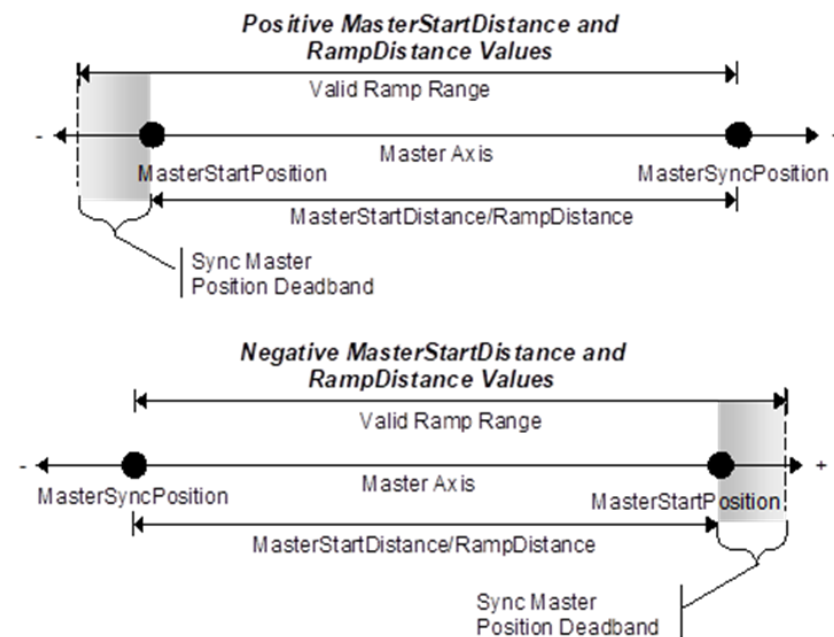 Positive MasterStartDistance and
RampDistance Values
Valid Ramp Range
-
Master Axis
MasterStartPosition
MasterSyncPosition
MasterStartDistance/RampDistance
Sync Master
Position Deadband
Negative MasterStartDistance and
RampDistance Values
Valid Ramp Range
- +
Master Axis
MasterSyncPosition
MasterStartPosition
MasterStartDistance/RampDistance
Sync Master
Position Deadband